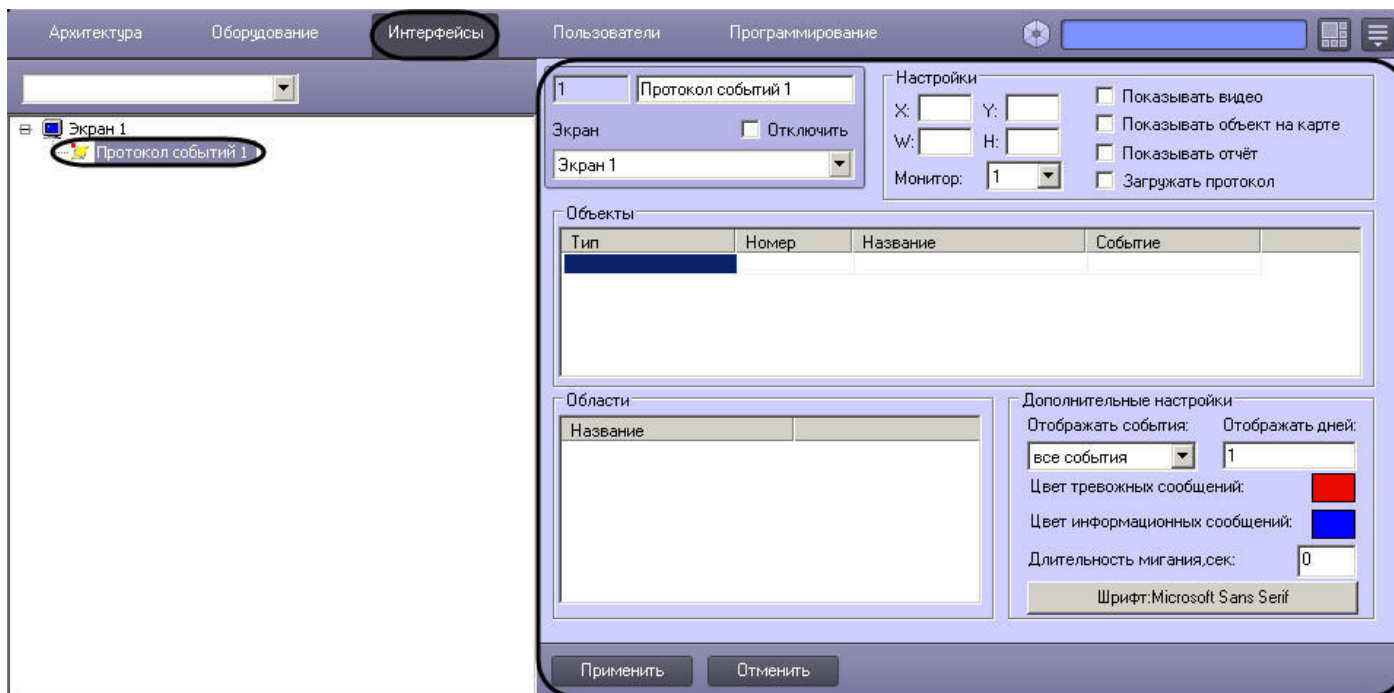 Архитектура Оборудование Интерфейсы Пользователи Программирование
Экран 1
Протокол событий 1
1 Протокол событий 1
Экран Отключить
Экран 1
Настройки
X: Y:
W: H:
Монитор: 1
Показывать видео
Показывать объект на карте
Показывать отчёт
Загружать протокол
Объекты
Тип Номер Название Событие
Области
Название
Дополнительные настройки
Отображать события: Отображать дней:
все события 1
Цвет тревожных сообщений:
Цвет информационных сообщений:
Длительность мигания,сек: 0
Шрифт:Microsoft Sans Serif
Применить Отменить